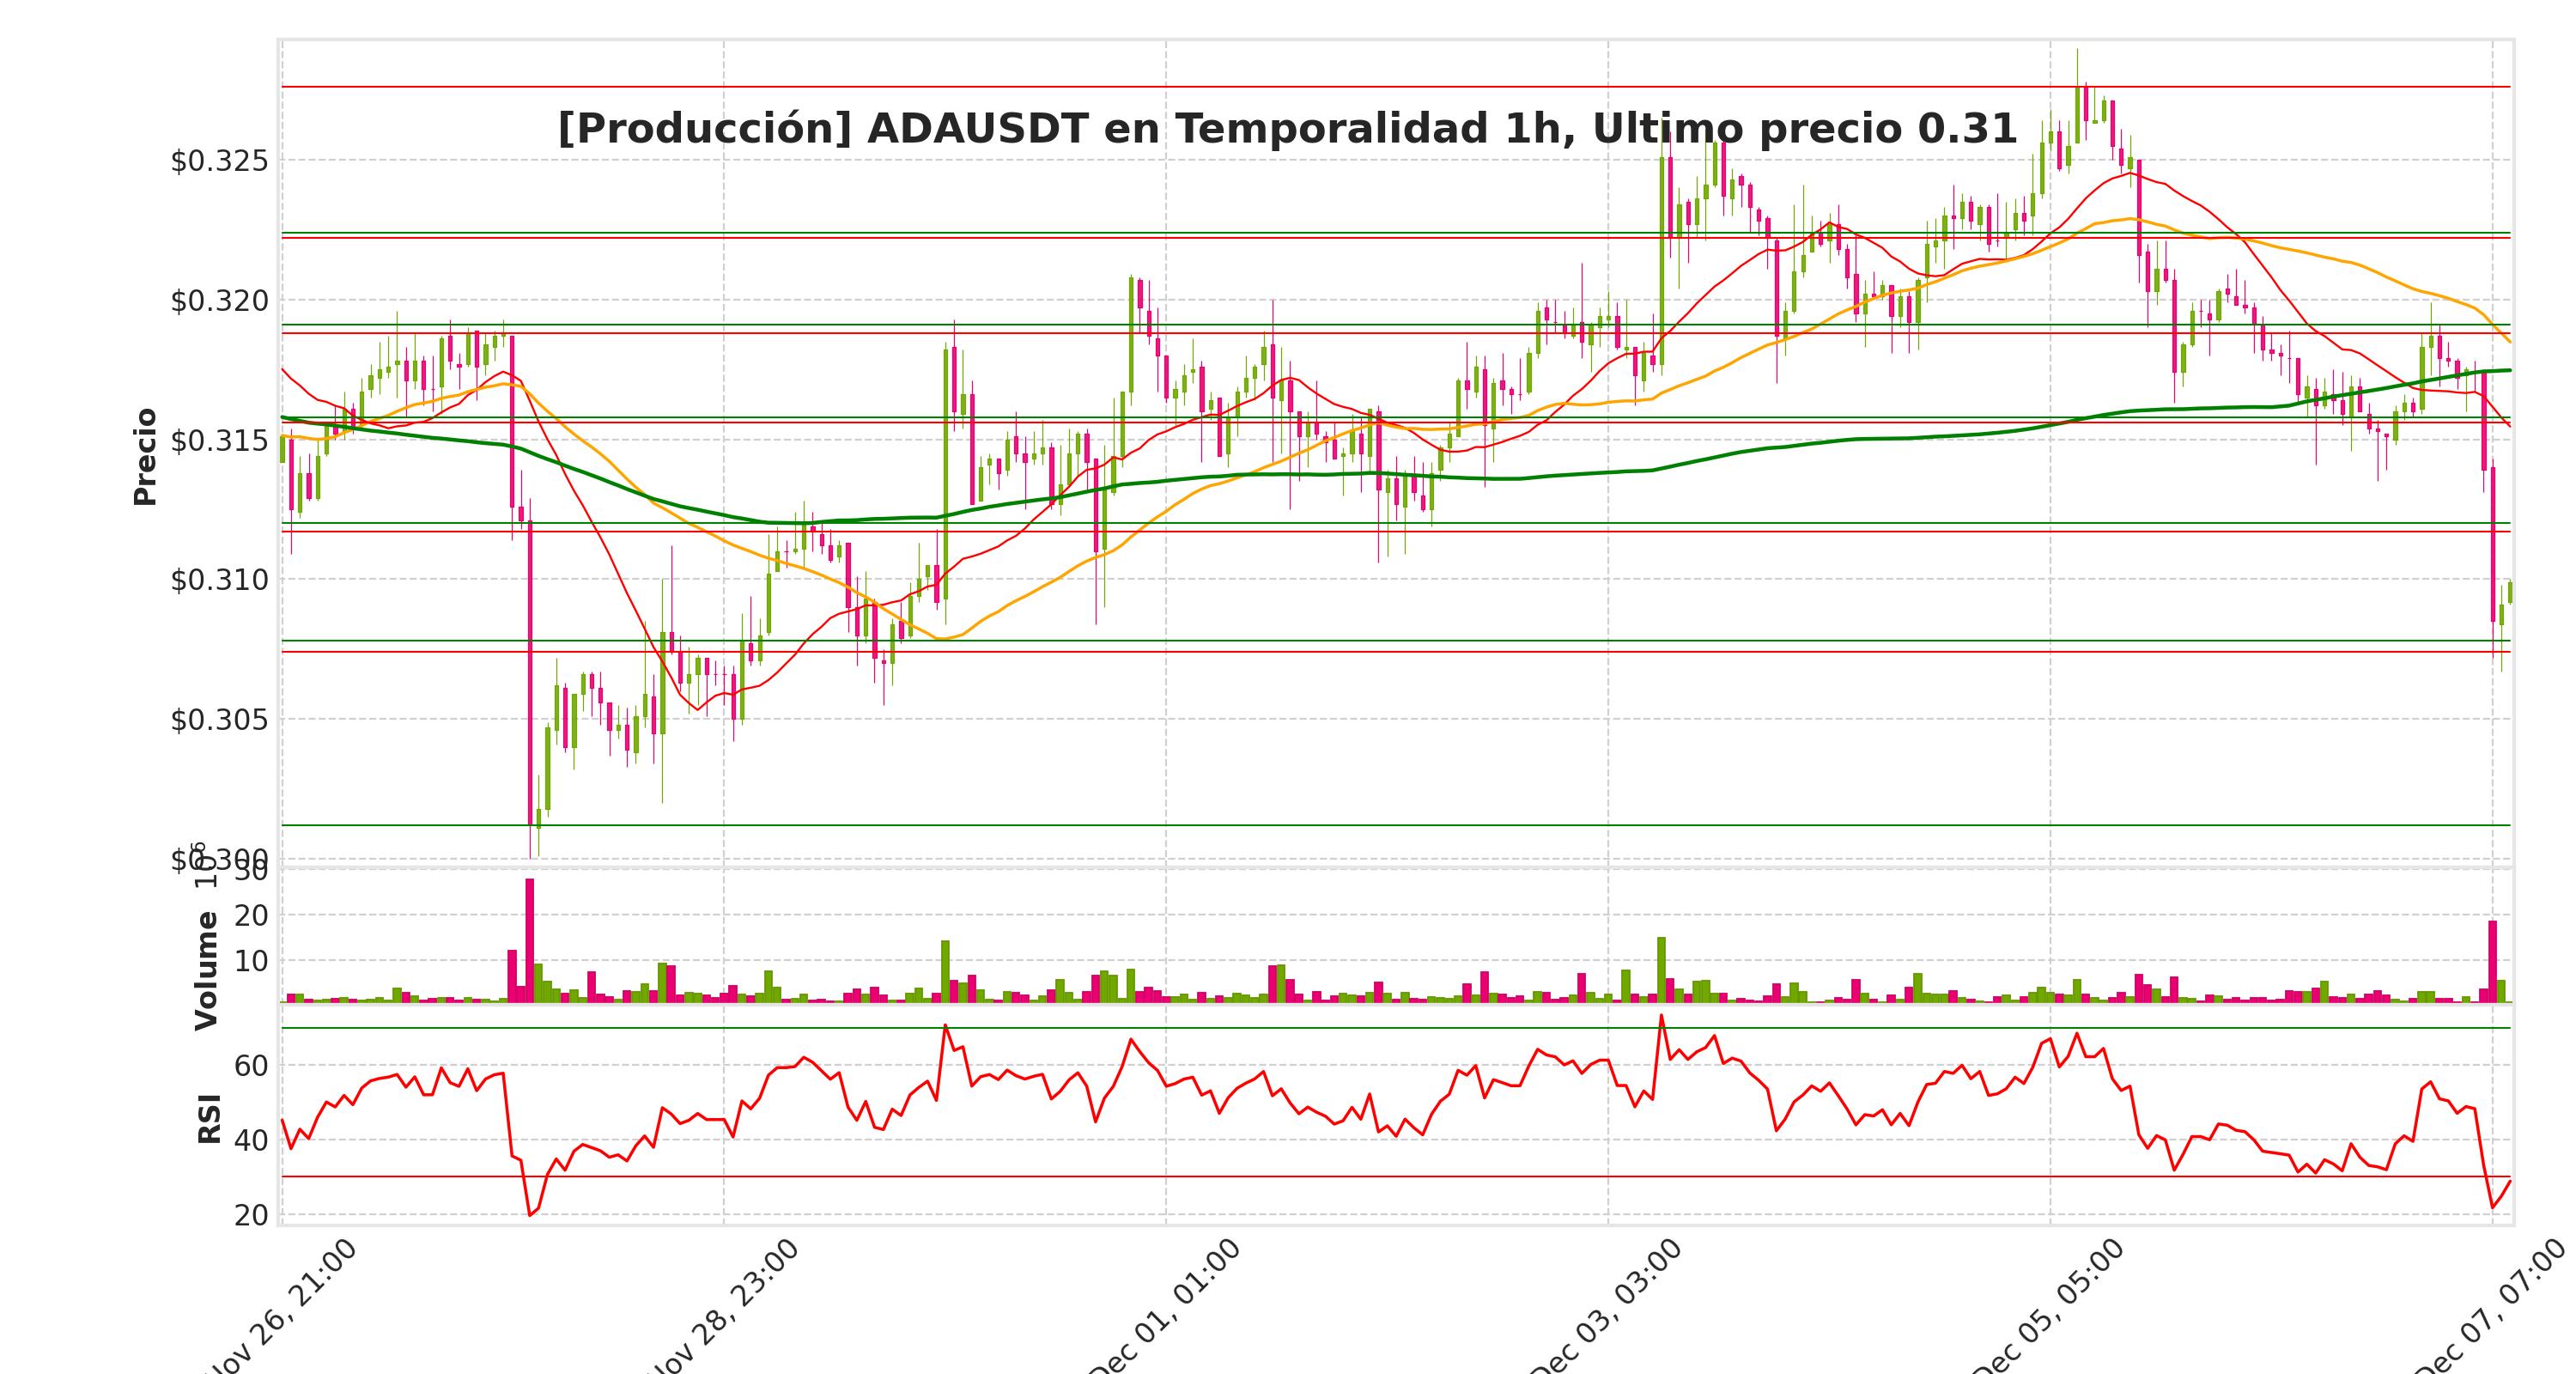 [Producción] ADAUSDT en Temporalidad 1h, Ultimo precio 0.31
Precio
$0.325
$0.320
$0.315
$0.310
$0.305
$0.300
Volume 10⁶
30
20
10
RSI
60
40
20
Nov 26, 21:00
Nov 28, 23:00
Dec 01, 01:00
Dec 03, 03:00
Dec 05, 05:00
Dec 07, 07:00